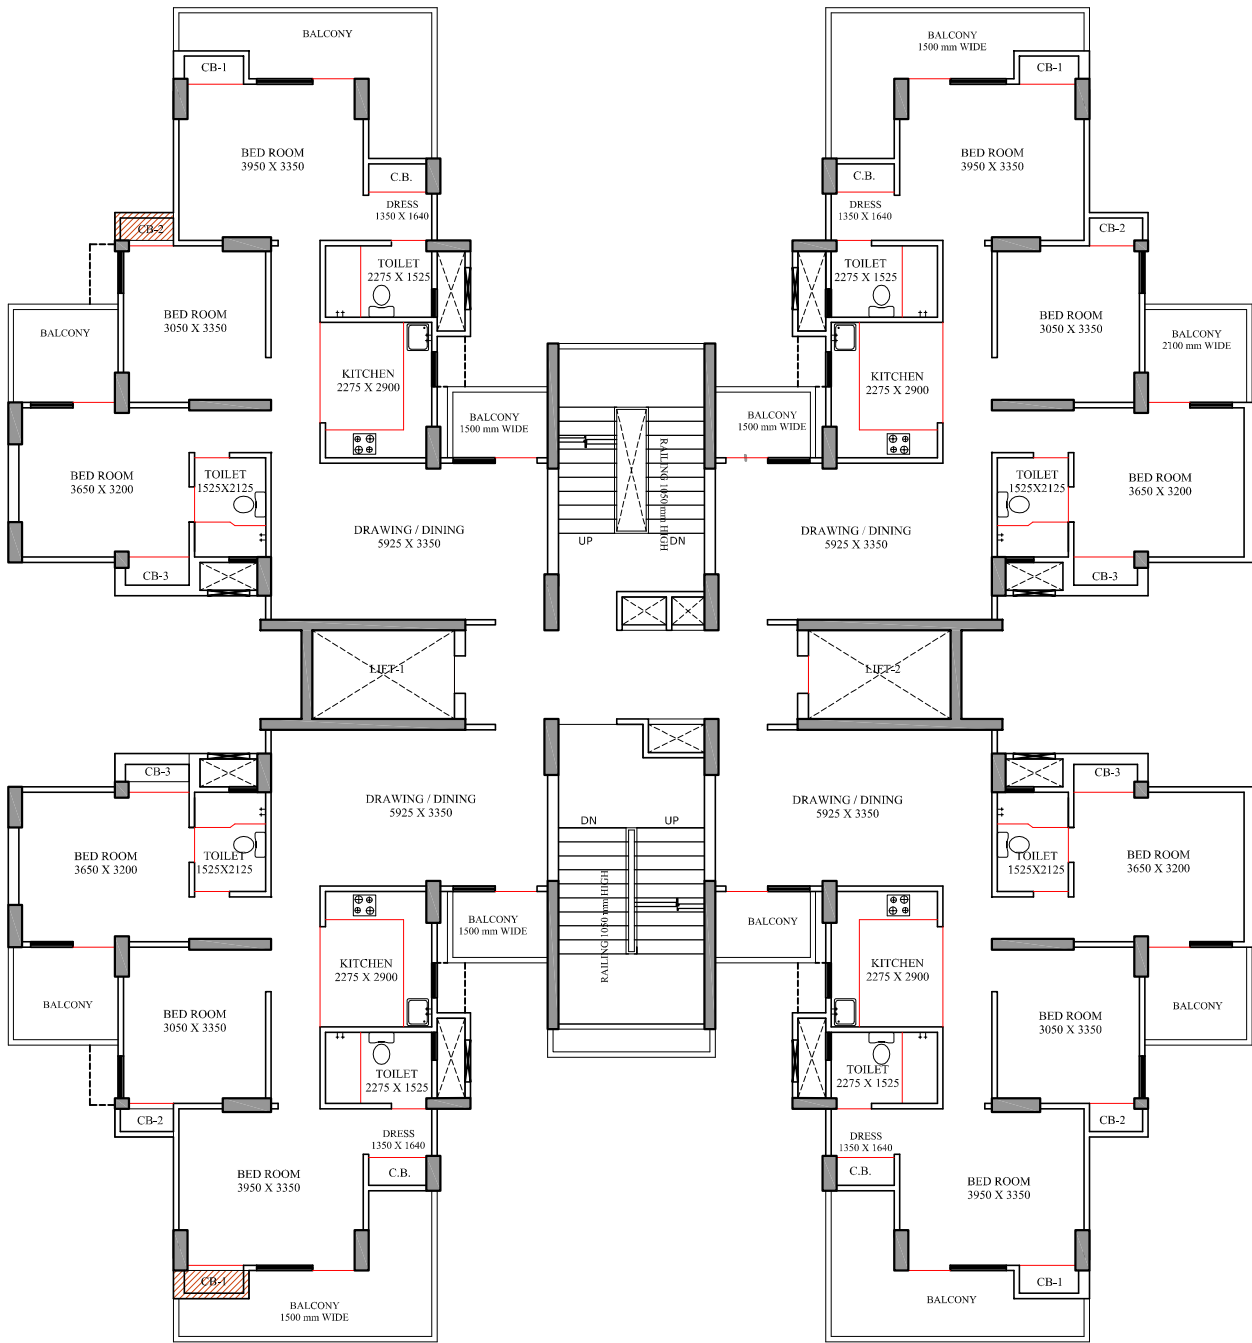 BALCONY
BALCONY
1500 mm WIDE
CB-1
CB-1
BED ROOM
3950 X 3350
BED ROOM
3950 X 3350
C.B.
C.B.
DRESS
1350 X 1640
DRESS
1350 X 1640
CB-2
CB-2
TOILET
2275 X 1525
TOILET
2275 X 1525
BED ROOM
3050 X 3350
BED ROOM
3050 X 3350
BALCONY
BALCONY
2100 mm WIDE
KITCHEN
2275 X 2900
KITCHEN
2275 X 2900
BALCONY
1500 mm WIDE
BALCONY
1500 mm WIDE
RAILING 1050 mm HIGH
BED ROOM
3650 X 3200
TOILET
1525X2125
TOILET
1525X2125
BED ROOM
3650 X 3200
DRAWING / DINING
5925 X 3350
UP
DN
DRAWING / DINING
5925 X 3350
CB-3
CB-3
LIFT-1
LIFT-2
CB-3
CB-3
DRAWING / DINING
5925 X 3350
DRAWING / DINING
5925 X 3350
DN
UP
BED ROOM
3650 X 3200
TOILET
1525X2125
TOILET
1525X2125
BED ROOM
3650 X 3200
RAILING 1050 mm HIGH
BALCONY
1500 mm WIDE
BALCONY
KITCHEN
2275 X 2900
KITCHEN
2275 X 2900
BALCONY
BALCONY
BED ROOM
3050 X 3350
BED ROOM
3050 X 3350
TOILET
2275 X 1525
TOILET
2275 X 1525
CB-2
CB-2
DRESS
1350 X 1640
DRESS
1350 X 1640
C.B.
C.B.
BED ROOM
3950 X 3350
BED ROOM
3950 X 3350
CB-1
CB-1
BALCONY
1500 mm WIDE
BALCONY